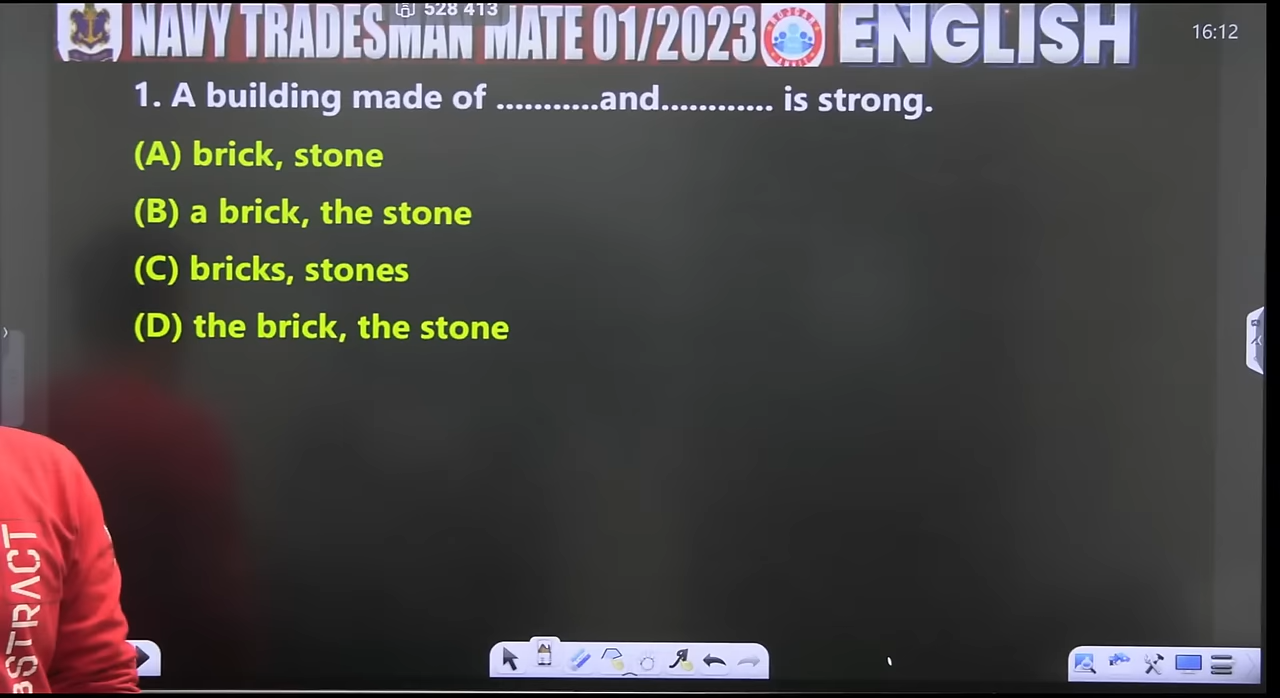 528 413
NAVY TRADESMAN MATE 01/2023 ENGLISH
16:12
1. A building made of ...........and............ is strong.
(A) brick, stone
(B) a brick, the stone
(C) bricks, stones
(D) the brick, the stone